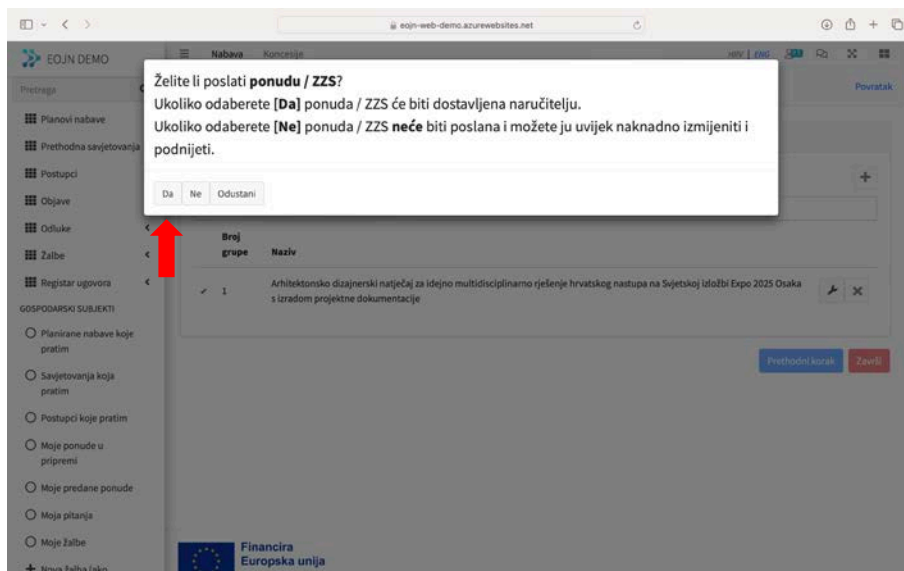 eojn-web-demo.azurewebsites.net
EOJN DEMO
Nabava Koncesije
HRV | ENG
Pretraga
Povratak
Želite li poslati ponudu / ZZS?
Ukoliko odaberete [Da] ponuda / ZZS će biti dostavljena naručitelju.
Ukoliko odaberete [Ne] ponuda / ZZS neće biti poslana i možete ju uvijek naknadno izmijeniti i
podnijeti.
Da Ne Odustani
Planovi nabave
Prethodna savjetovanja
Postupci
Objave
Odluke
Žalbe
Registar ugovora
GOSPODARSKI SUBJEKTI
Planirane nabave koje
pratim
Savjetovanja koja
pratim
Postupci koje pratim
Moje ponude u
pripremi
Moje predane ponude
Moja pitanja
Moje žalbe
Nova žalba (ako
Broj
grupe
Naziv
1
Arhitektonsko dizajnerski natječaj za idejno multidisciplinarno rješenje hrvatskog nastupa na Svjetskoj izložbi Expo 2025 Osaka
s izradom projektne dokumentacije
Prethodni korak
Završi
Financira
Europska unija